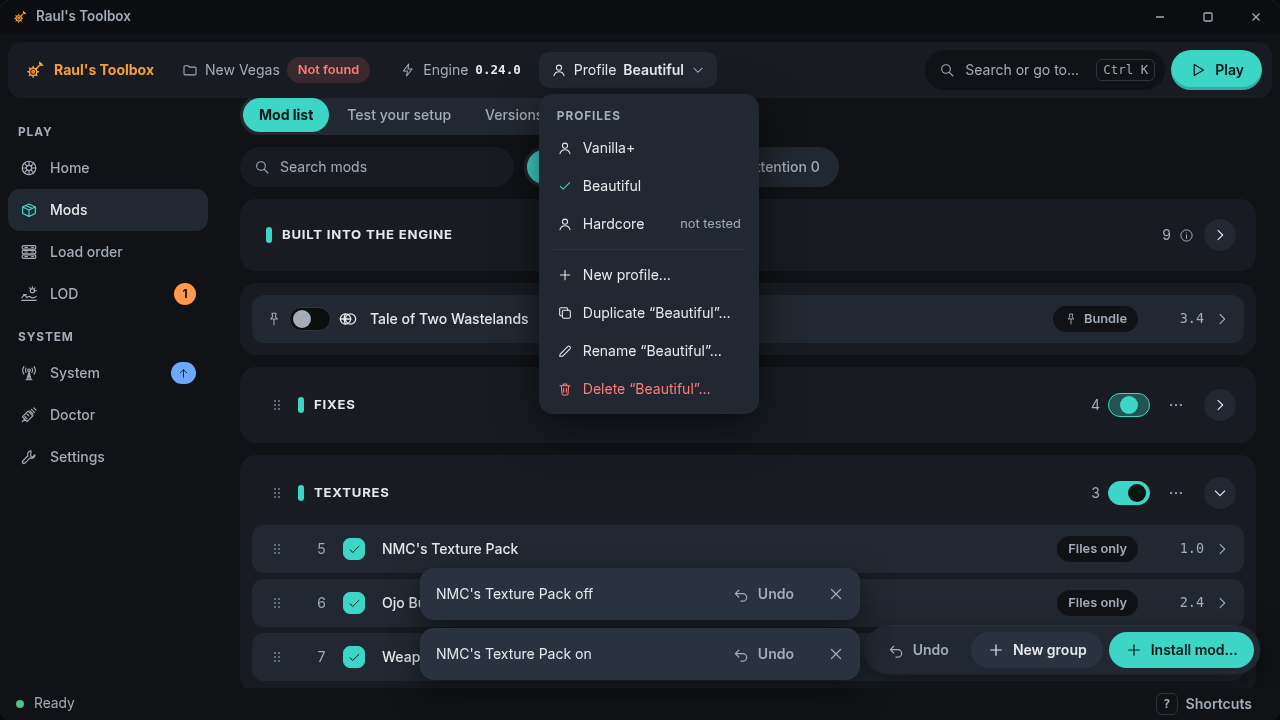 Raul's Toolbox
Raul's Toolbox
New Vegas Not found
Engine 0.24.0
Profile Beautiful
Search or go to... Ctrl K
Play
PLAY
Home
Mods
Load order
LOD 1
SYSTEM
System
Doctor
Settings
Mod list Test your setup Versions
Search mods
ttention 0
PROFILES
Vanilla+
Beautiful
Hardcore not tested
New profile...
Duplicate “Beautiful”...
Rename “Beautiful”...
Delete “Beautiful”...
BUILT INTO THE ENGINE 9
Tale of Two Wastelands Bundle 3.4
FIXES 4
TEXTURES 3
5 NMC's Texture Pack Files only 1.0
6 Ojo Files only 2.4
7 Weap
NMC's Texture Pack off Undo
NMC's Texture Pack on Undo
Undo New group Install mod...
Ready
? Shortcuts